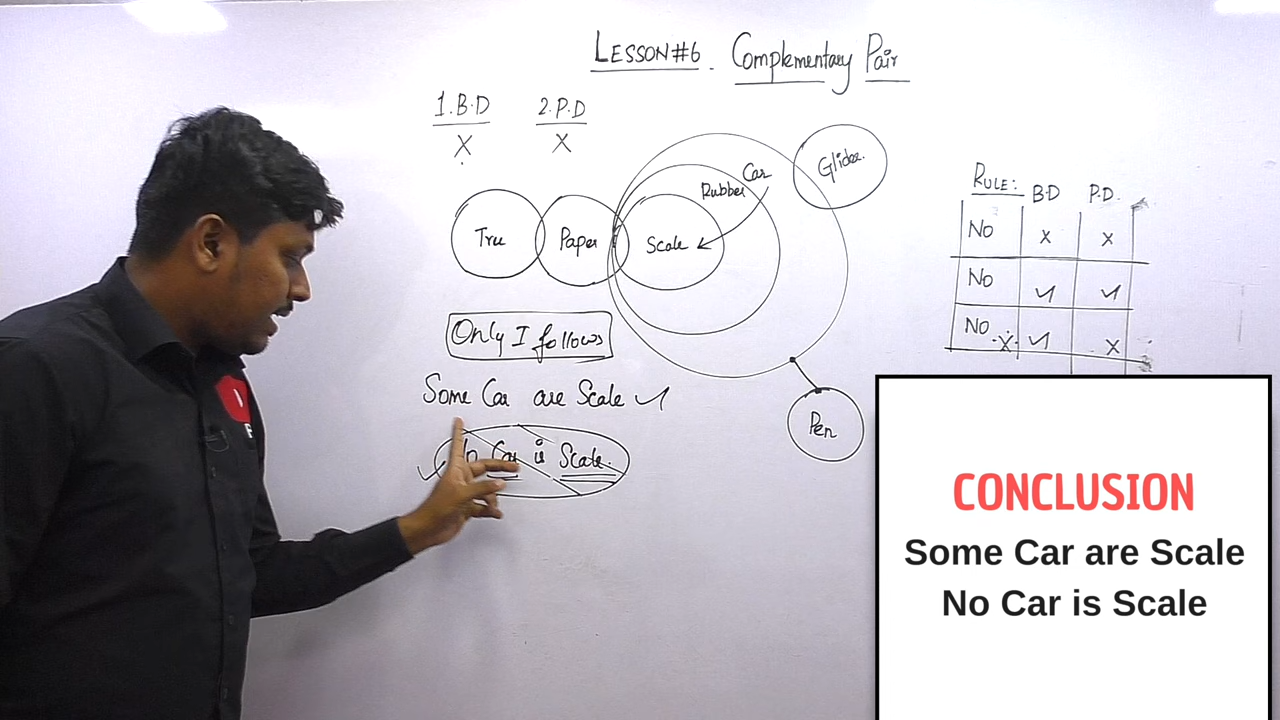 LESSON#6. Complementary Pair
1. B.D 2. P.D
X X
Tree Paper Scale Rubber Car Glider
RULE: B.D P.D.
NO X X
NO ✓ ✓
NO X ✓ X
Only I follows
Some Car are Scale ✓
✓ No Car is Scale.
Pen
CONCLUSION
Some Car are Scale
No Car is Scale